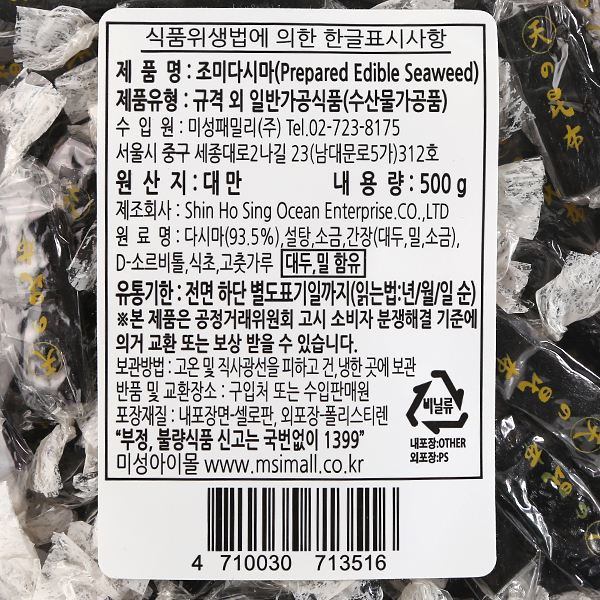 식품위생법에 의한 한글표시사항
제 품 명 : 조미다시마(Prepared Edible Seaweed)
제품유형 : 규격 외 일반가공식품(수산물가공품)
수 입 원 : 미성패밀리(주) Tel.02-723-8175
서울시 중구 세종대로2나길 23(남대문로5가)312호
원 산 지 : 대 만 내 용 량 : 500 g
제조회사 : Shin Ho Sing Ocean Enterprise.CO.,LTD
원 료 명 : 다시마(93.5%),설탕,소금,간장(대두,밀,소금),
D-소르비톨,식초,고춧가루 대두,밀 함유
유통기한 : 전면 하단 별도표기일까지(읽는법:년/월/일 순)
※본 제품은 공정거래위원회 고시 소비자 분쟁해결 기준에
의거 교환 또는 보상 받을 수 있습니다.
보관방법 : 고온 및 직사광선을 피하고 건,냉한 곳에 보관
반품 및 교환장소 : 구입처 또는 수입판매원
포장재질 : 내포장면-셀로판, 외포장-폴리스티렌
"부정, 불량식품 신고는 국번없이 1399"
미성아이몰 www.msimall.co.kr
비닐류
내포장:OTHER
외포장:PS
4 710030 713516
天の昆布
天の昆布
天の昆布